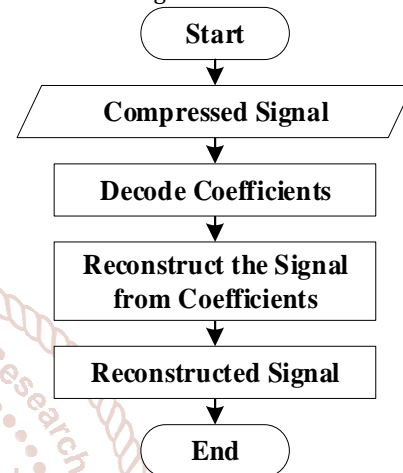 Start
Compressed Signal
Decode Coefficients
Reconstruct the Signal
from Coefficients
Reconstructed Signal
End